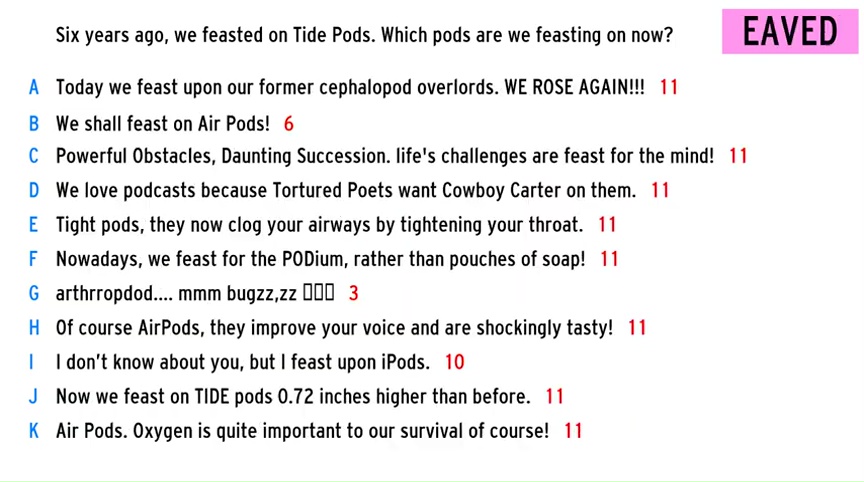 Six years ago, we feasted on Tide Pods. Which pods are we feasting on now?
EAVED
A Today we feast upon our former cephalopod overlords. WE ROSE AGAIN!!! 11
B We shall feast on Air Pods! 6
C Powerful Obstacles, Daunting Succession. life's challenges are feast for the mind! 11
D We love podcasts because Tortured Poets want Cowboy Carter on them. 11
E Tight pods, they now clog your airways by tightening your throat. 11
F Nowadays, we feast for the PODium, rather than pouches of soap! 11
G arthrropdod.... mmm bugzz,zz ▯▯▯ 3
H Of course AirPods, they improve your voice and are shockingly tasty! 11
I I don't know about you, but I feast upon iPods. 10
J Now we feast on TIDE pods 0.72 inches higher than before. 11
K Air Pods. Oxygen is quite important to our survival of course! 11